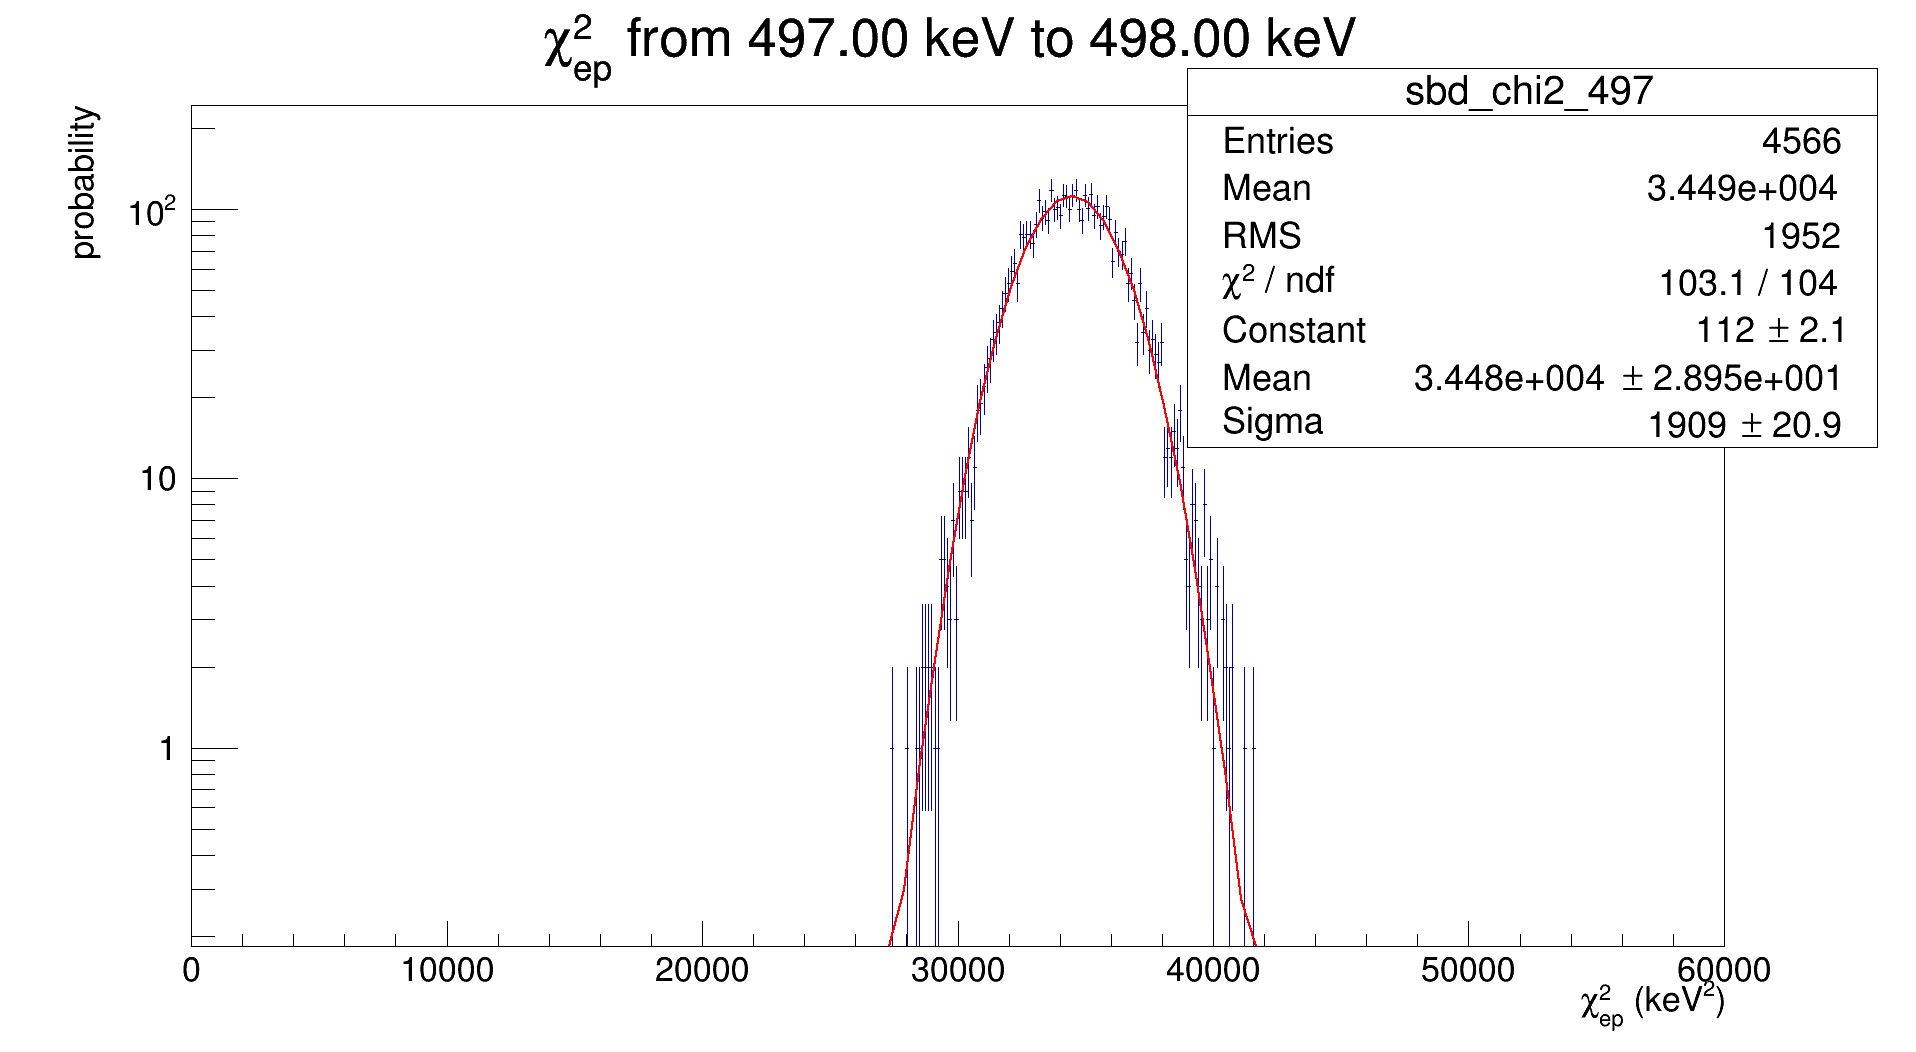 χ²ep from 497.00 keV to 498.00 keV
sbd_chi2_497
Entries 4566
Mean 3.449e+004
RMS 1952
χ² / ndf 103.1 / 104
Constant 112 ± 2.1
Mean 3.448e+004 ± 2.895e+001
Sigma 1909 ± 20.9
probability
10²
10
1
0 10000 20000 30000 40000 50000 60000
χ²ep (keV²)